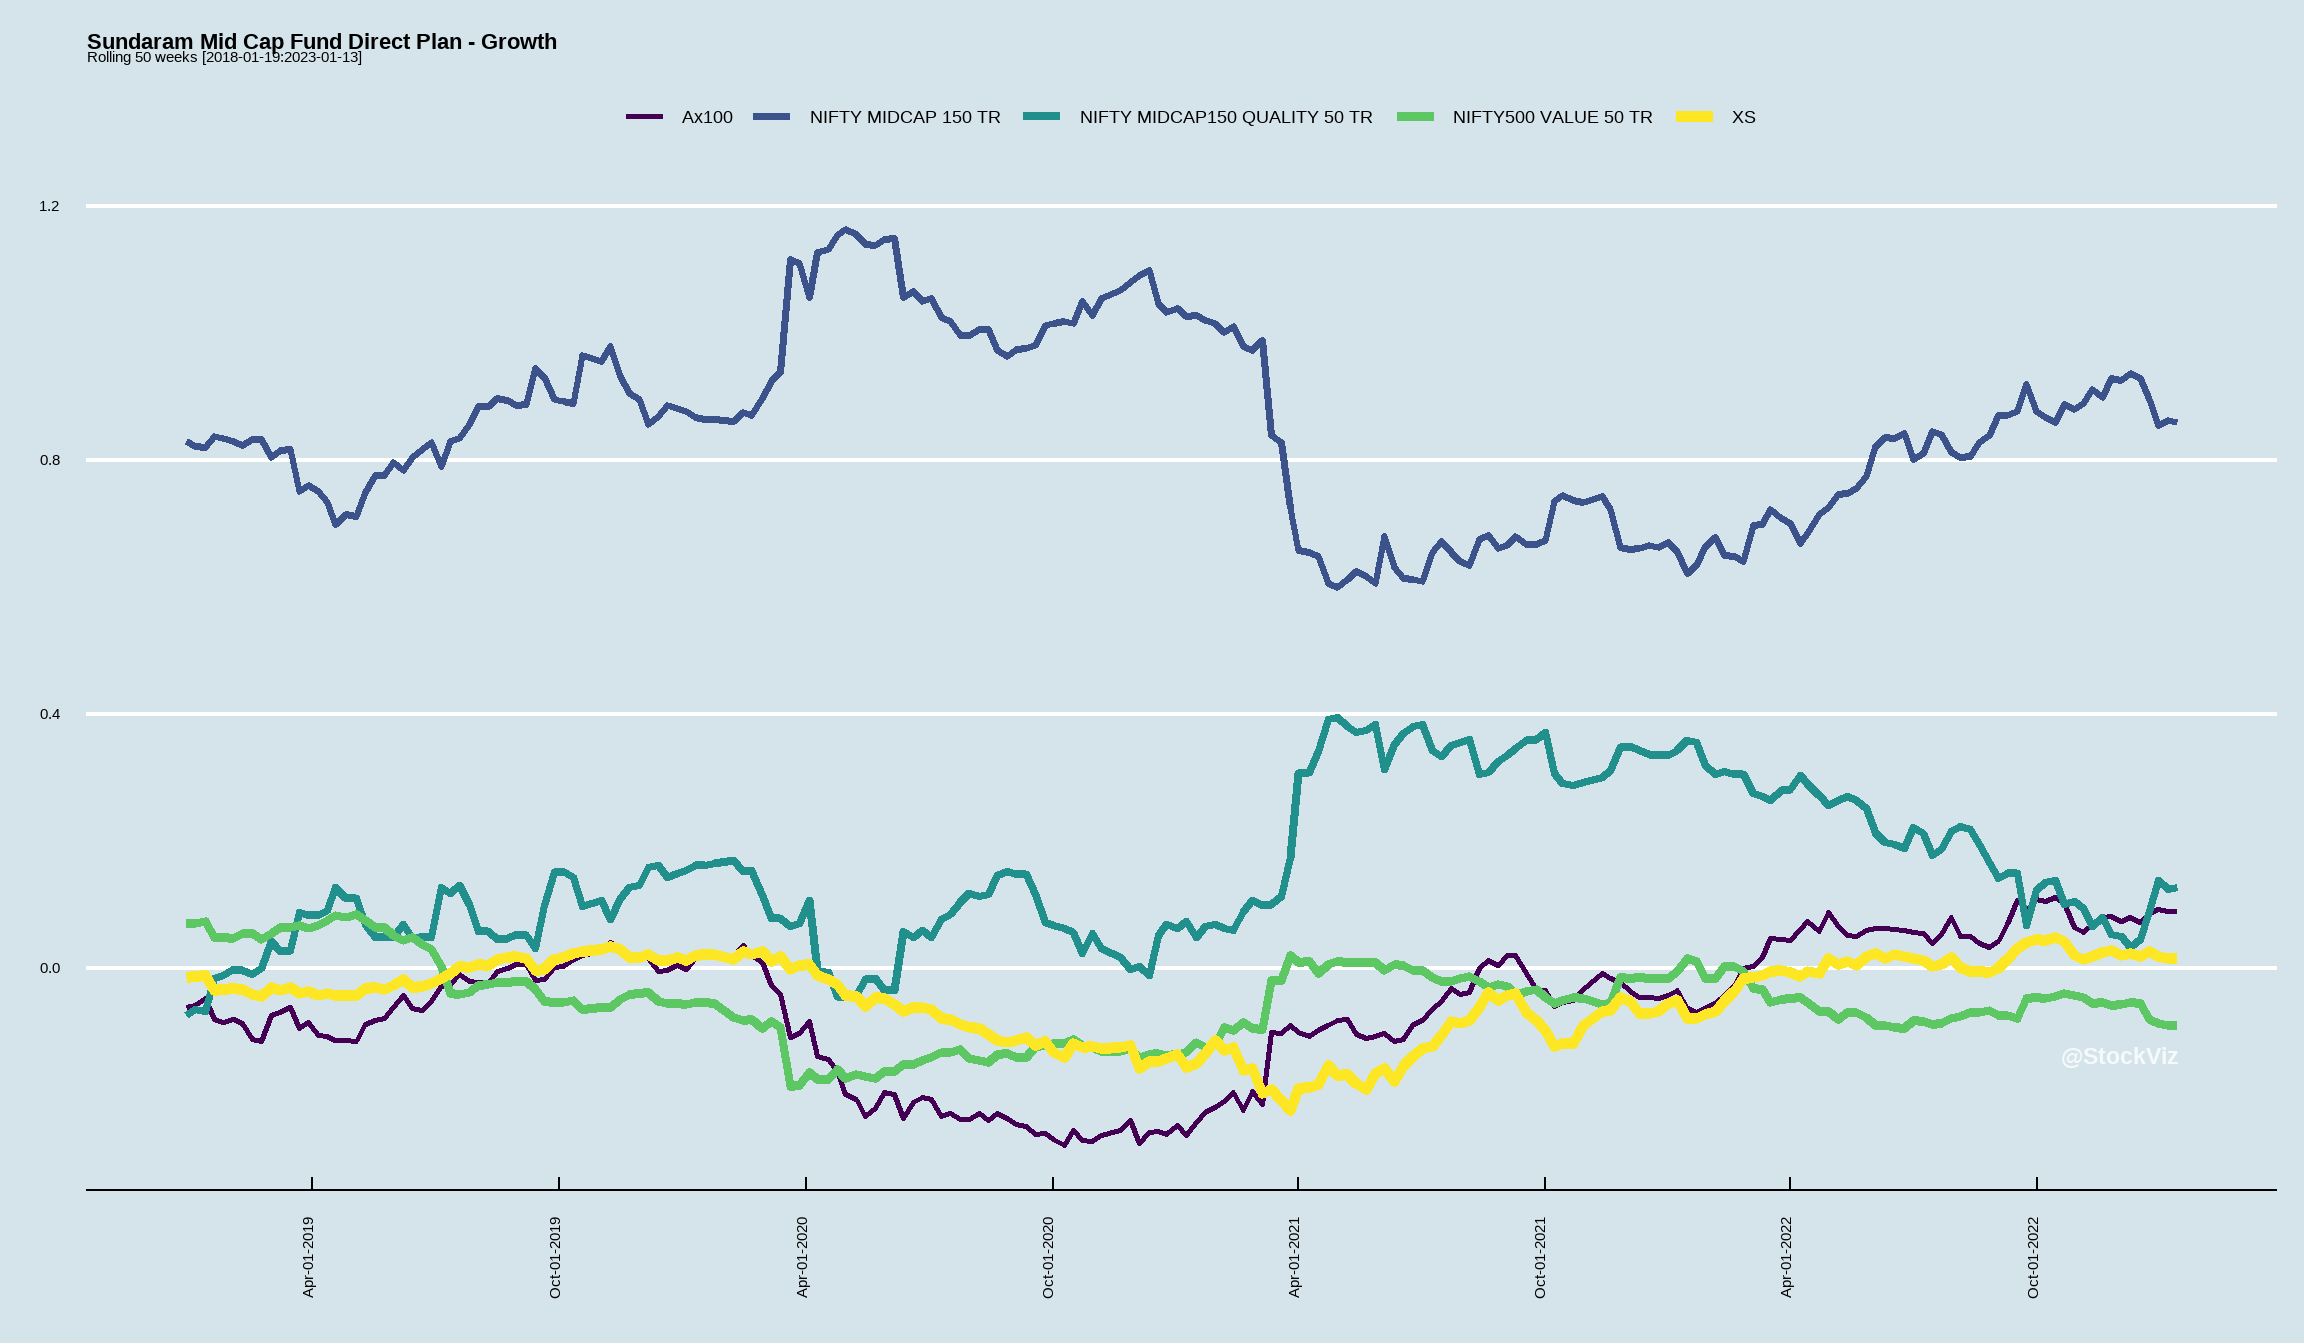 Sundaram Mid Cap Fund Direct Plan - Growth
Rolling 50 weeks [2018-01-19:2023-01-13]
Ax100 NIFTY MIDCAP 150 TR NIFTY MIDCAP150 QUALITY 50 TR NIFTY500 VALUE 50 TR XS
1.2
0.8
0.4
0.0
@StockViz
Apr-01-2019 Oct-01-2019 Apr-01-2020 Oct-01-2020 Apr-01-2021 Oct-01-2021 Apr-01-2022 Oct-01-2022